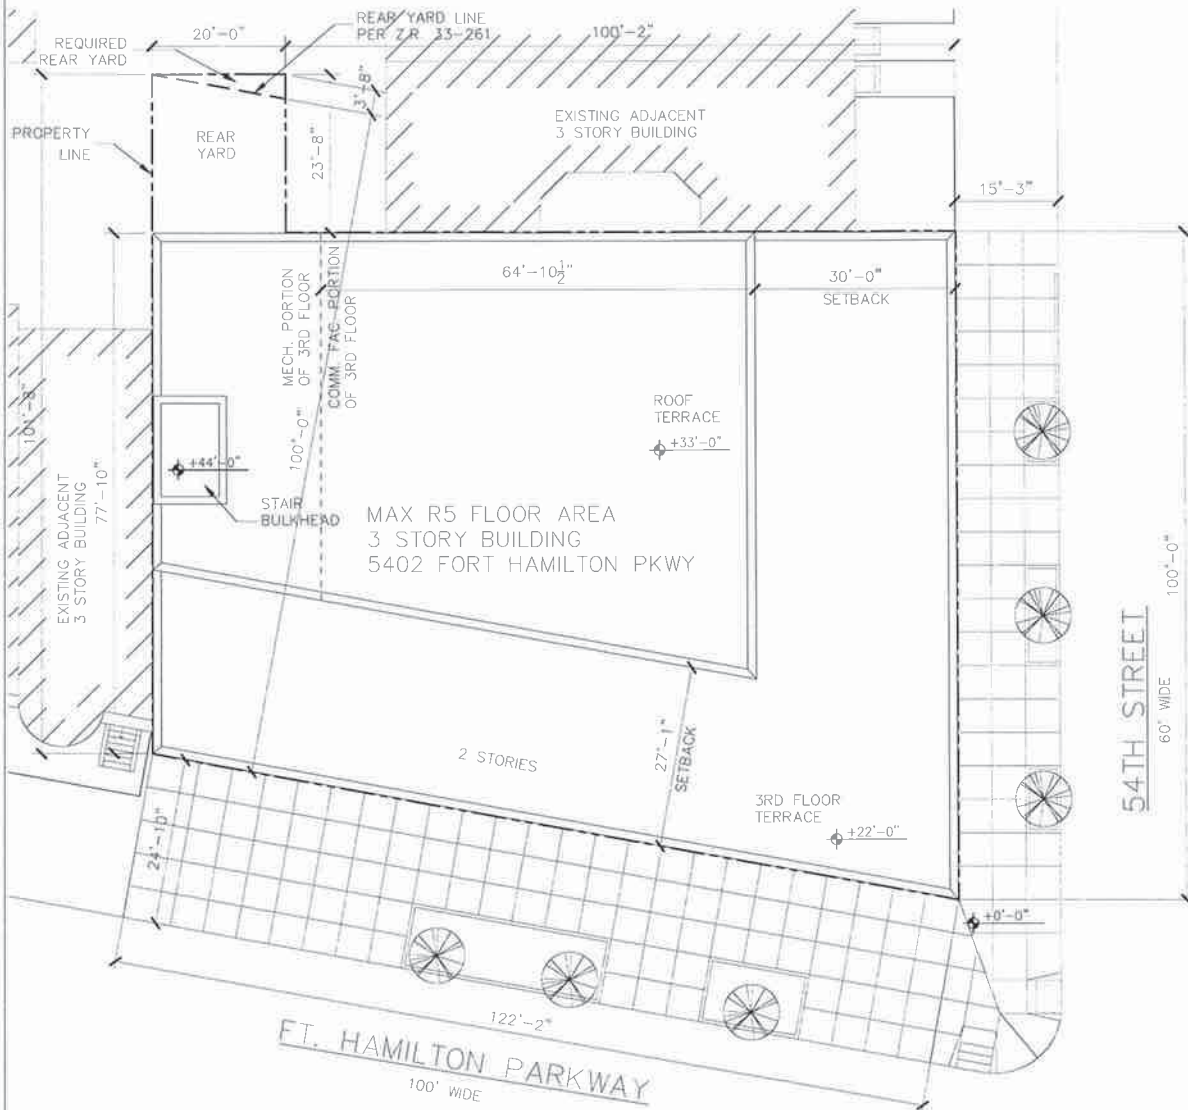 REAR YARD LINE
PER Z.R. 33-261
20'-0"
100'-2"
REQUIRED
REAR YARD
3'-8"
EXISTING ADJACENT
3 STORY BUILDING
PROPERTY
LINE
REAR
YARD
23'-8"
15'-3"
64'-10½"
30'-0"
SETBACK
MECH. PORTION
OF 3RD FLOOR
COMM. FAC. PORTION
OF 3RD FLOOR
101'-8"
100'-0"
ROOF
TERRACE
+33'-0"
+44'-0"
STAIR
BULKHEAD
EXISTING ADJACENT
3 STORY BUILDING
77'-10"
MAX R5 FLOOR AREA
3 STORY BUILDING
5402 FORT HAMILTON PKWY
100'-0"
54TH STREET
60' WIDE
2 STORIES
27'-1"
SETBACK
3RD FLOOR
TERRACE
+22'-0"
24'-10"
+0'-0"
122'-2"
FT. HAMILTON PARKWAY
100' WIDE